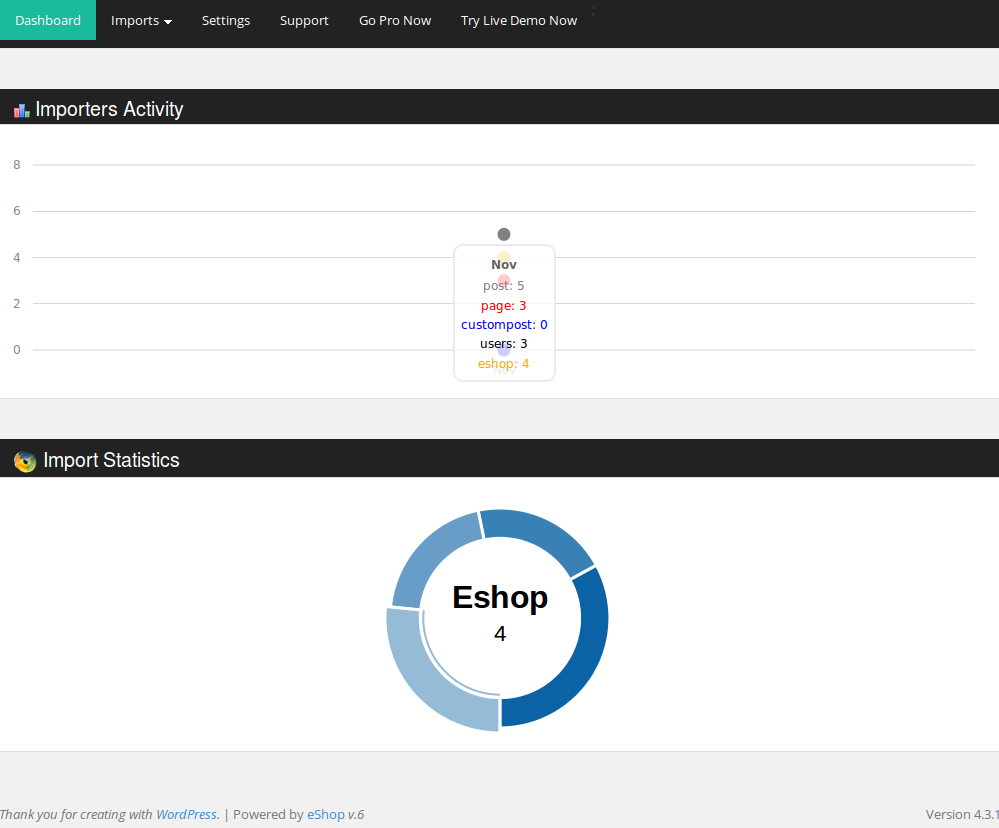 Dashboard Imports Settings Support Go Pro Now Try Live Demo Now
Importers Activity
8
6
4
2
0
Nov
post: 5
page: 3
custompost: 0
users: 3
eshop: 4
Nov
Import Statistics
Eshop
4
Thank you for creating with WordPress. | Powered by eShop v.6
Version 4.3.1